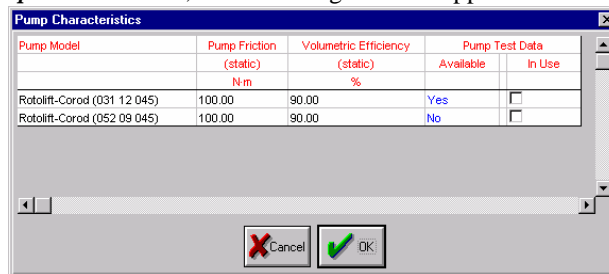 Pump Characteristics
Pump Model Pump Friction Volumetric Efficiency Pump Test Data
(static) (static) Available In Use
N·m %
Rotolift-Corod (031 12 045) 100.00 90.00 Yes
Rotolift-Corod (052 09 045) 100.00 90.00 No
Cancel OK